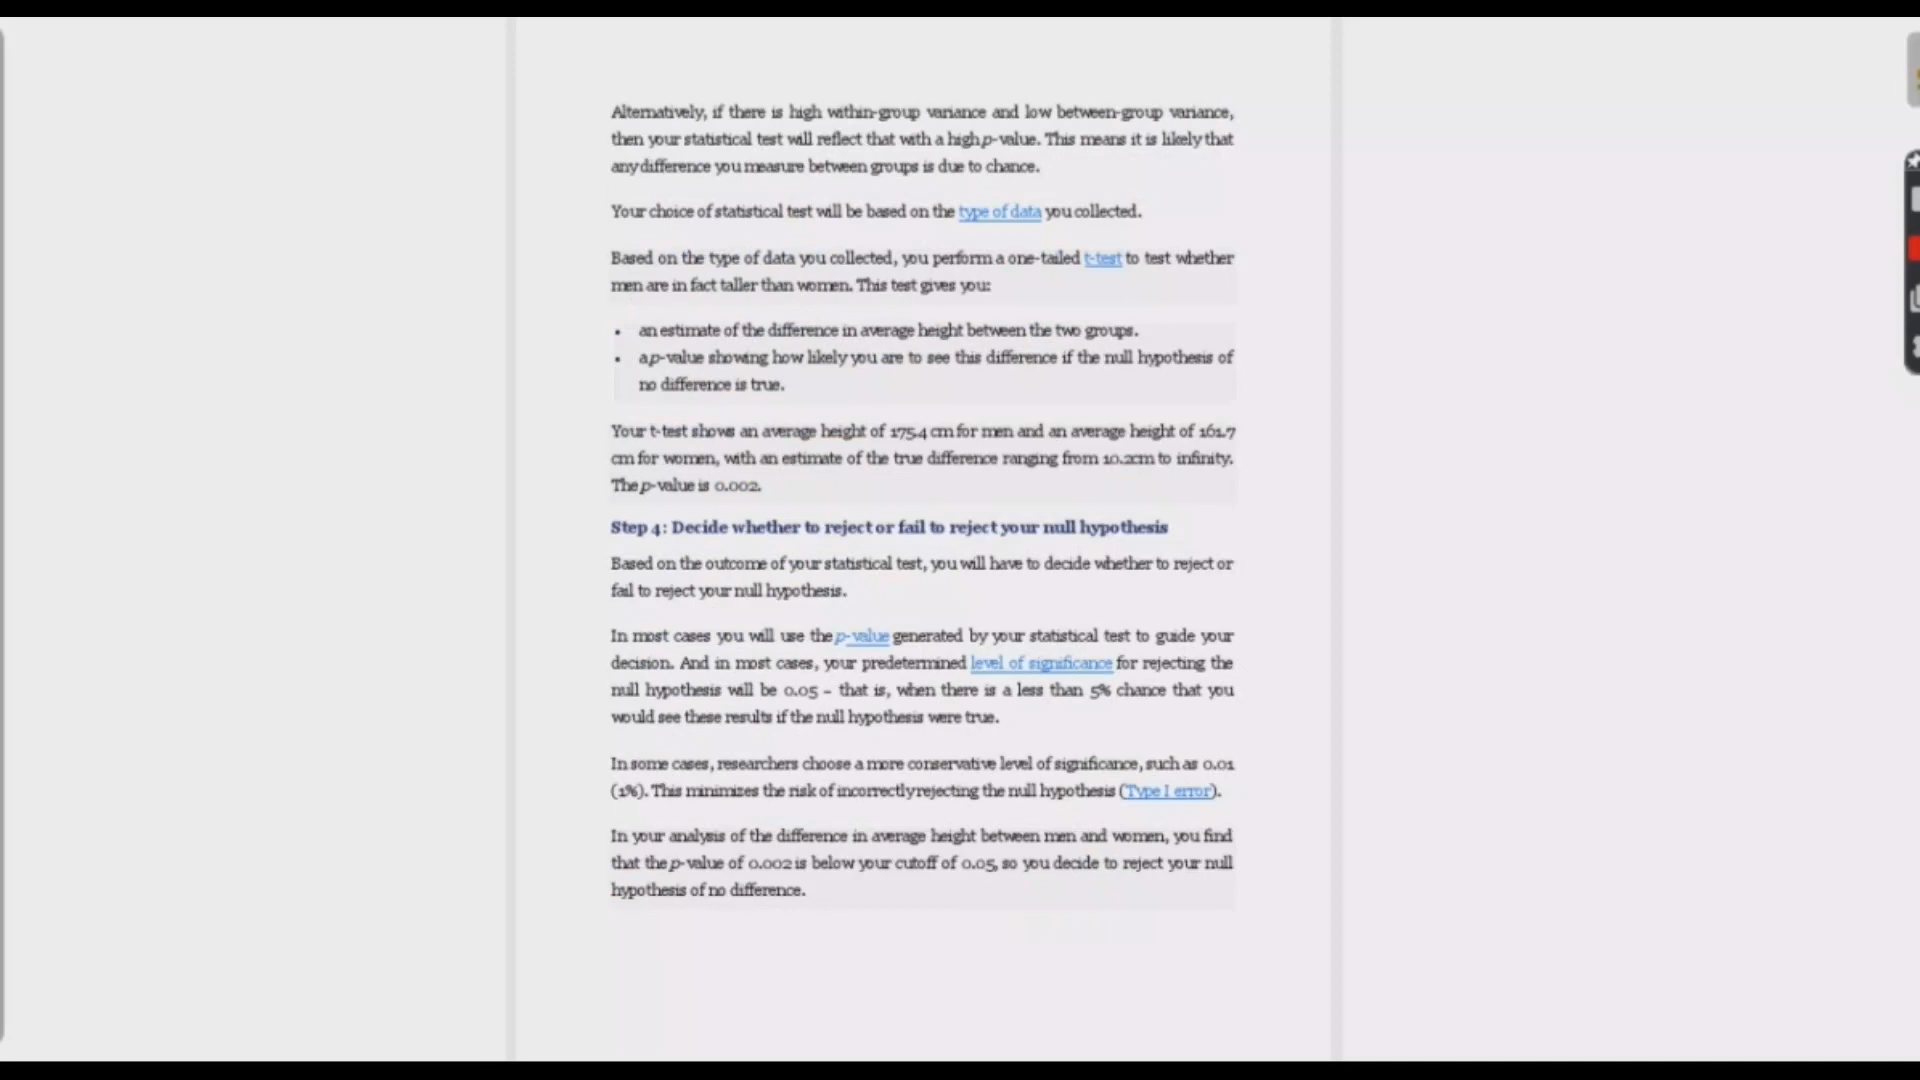 Alternatively, if there is high within-group variance and low between-group variance,
then your statistical test will reflect that with a high p-value. This means it is likely that
any difference you measure between groups is due to chance.
Your choice of statistical test will be based on the type of data you collected.
Based on the type of data you collected, you perform a one-tailed t-test to test whether
men are in fact taller than women. This test gives you:
• an estimate of the difference in average height between the two groups.
• a p-value showing how likely you are to see this difference if the null hypothesis of
no difference is true.
Your t-test shows an average height of 175.4 cm for men and an average height of 161.7
cm for women, with an estimate of the true difference ranging from 10.2cm to infinity.
The p-value is 0.002.
Step 4: Decide whether to reject or fail to reject your null hypothesis
Based on the outcome of your statistical test, you will have to decide whether to reject or
fail to reject your null hypothesis.
In most cases you will use the p-value generated by your statistical test to guide your
decision. And in most cases, your predetermined level of significance for rejecting the
null hypothesis will be 0.05 – that is, when there is a less than 5% chance that you
would see these results if the null hypothesis were true.
In some cases, researchers choose a more conservative level of significance, such as 0.01
(1%). This minimizes the risk of incorrectly rejecting the null hypothesis (Type I error).
In your analysis of the difference in average height between men and women, you find
that the p-value of 0.002 is below your cutoff of 0.05, so you decide to reject your null
hypothesis of no difference.